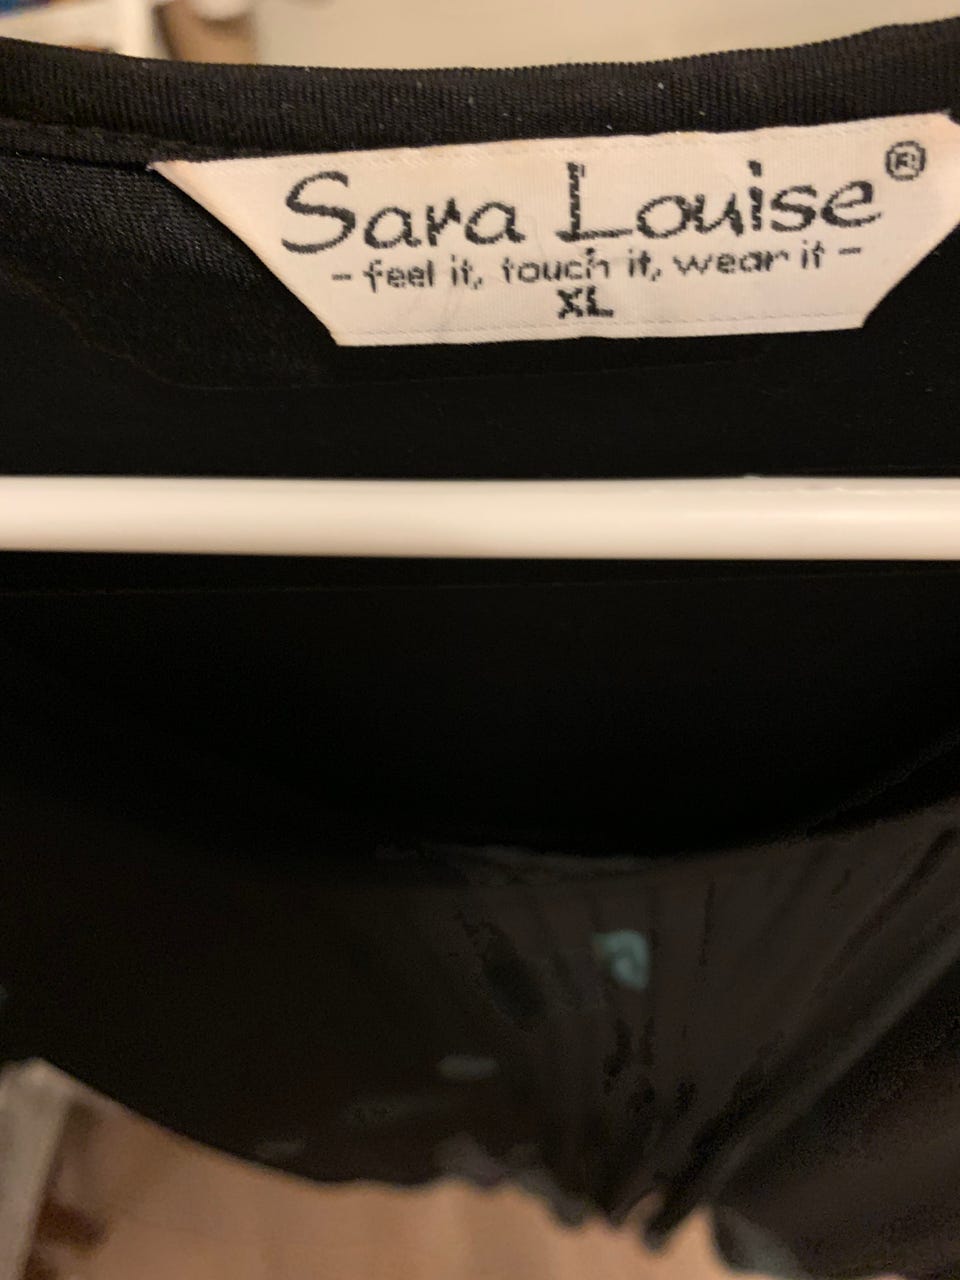 Sara Louise®
- feel it, touch it, wear it -
XL